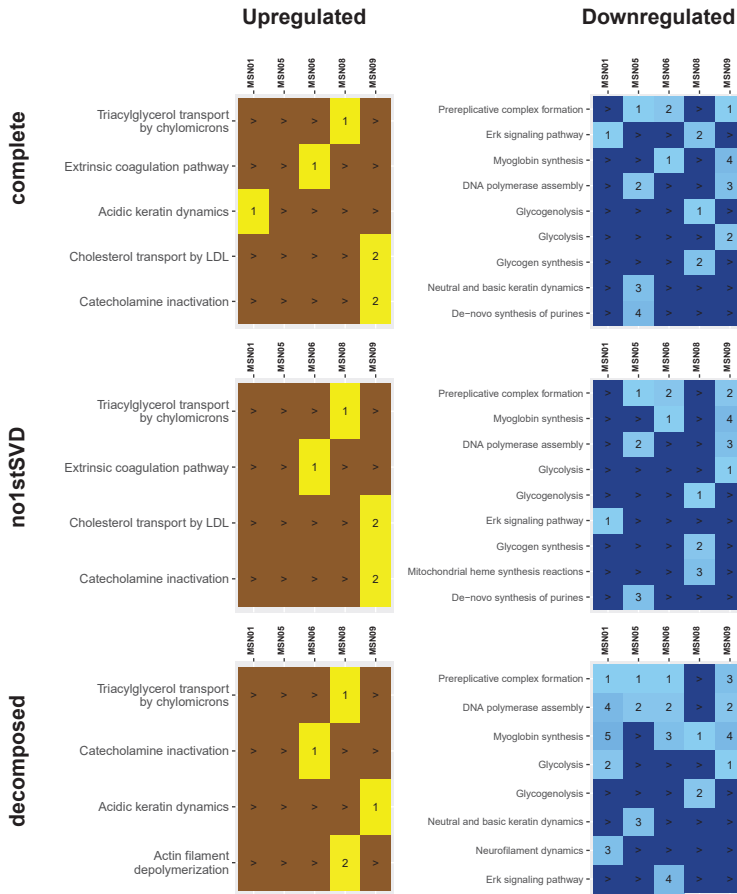 Upregulated
Downregulated
complete
MSN01 MSN05 MSN06 MSN08 MSN09
Triacylglycerol transport
by chylomicrons
> > > 1 >
Extrinsic coagulation pathway
> > 1 > >
Acidic keratin dynamics
1 > > > >
Cholesterol transport by LDL
> > > > 2
Catecholamine inactivation
> > > > 2
MSN01 MSN05 MSN06 MSN08 MSN09
Prereplicative complex formation > 1 2 > 1
Erk signaling pathway 1 > > 2 >
Myoglobin synthesis > > 1 > 4
DNA polymerase assembly > 2 > > 3
Glycogenolysis > > > 1 >
Glycolysis > > > > 2
Glycogen synthesis > > > 2 >
Neutral and basic keratin dynamics > 3 > > >
De−novo synthesis of purines > 4 > > >
no1stSVD
MSN01 MSN05 MSN06 MSN08 MSN09
Triacylglycerol transport
by chylomicrons
> > > 1 >
Extrinsic coagulation pathway
> > 1 > >
Cholesterol transport by LDL
> > > > 2
Catecholamine inactivation
> > > > 2
MSN01 MSN05 MSN06 MSN08 MSN09
Prereplicative complex formation > 1 2 > 2
Myoglobin synthesis > > 1 > 4
DNA polymerase assembly > 2 > > 3
Glycolysis > > > > 1
Glycogenolysis > > > 1 >
Erk signaling pathway 1 > > > >
Glycogen synthesis > > > 2 >
Mitochondrial heme synthesis reactions > > > 3 >
De−novo synthesis of purines > 3 > > >
decomposed
MSN01 MSN05 MSN06 MSN08 MSN09
Triacylglycerol transport
by chylomicrons
> > > 1 >
Catecholamine inactivation
> > 1 > >
Acidic keratin dynamics
> > > > 1
Actin filament
depolymerization
> > > 2 >
MSN01 MSN05 MSN06 MSN08 MSN09
Prereplicative complex formation 1 1 1 > 3
DNA polymerase assembly 4 2 2 > 2
Myoglobin synthesis 5 > 3 1 4
Glycolysis 2 > > > 1
Glycogenolysis > > > 2 >
Neutral and basic keratin dynamics > 3 > > >
Neurofilament dynamics 3 > > > >
Erk signaling pathway > > 4 > >